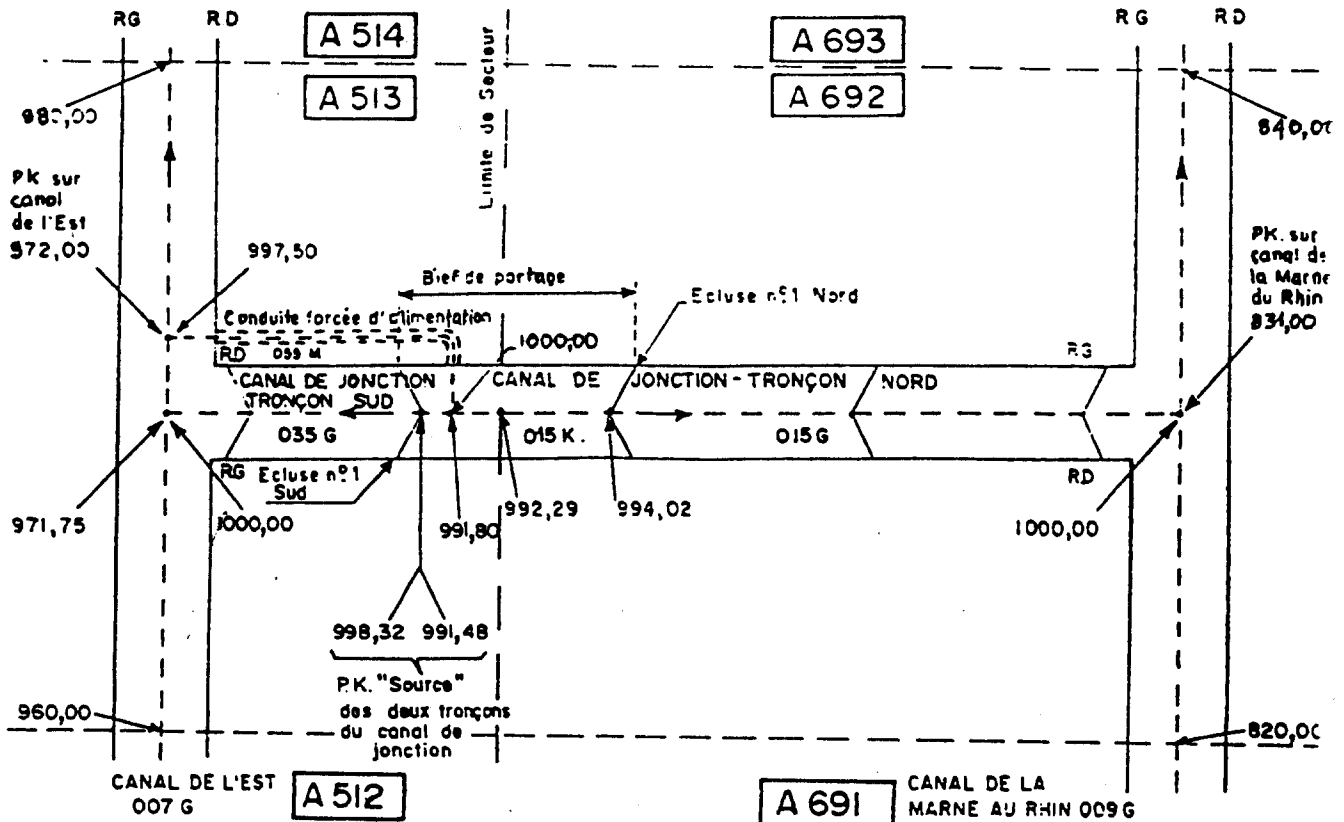 RG
RD
A 514
A 693
RG
RD
A 513
A 692
Limite de Secteur
840,00
PK sur
canal
de l'Est
972,00
997,50
PK. sur
canal de
la Marne
du Rhin
831,00
Bief de partage
Ecluse nº1 Nord
Conduite forcée d'alimentation
1000,00
RD
RG
CANAL DE JONCTION
TRONÇON SUD
CANAL DE JONCTION-TRONÇON NORD
035 G
015 K.
015 G
RG
Ecluse nº1
Sud
RD
971,75
1000,00
991,80
992,29
994,02
1000,00
998,32
991,48
P.K. "Source"
des deux tronçons
du canal de
jonction
960,00
820,00
CANAL DE L'EST
007 G
A 512
A 691
CANAL DE LA
MARNE AU RHIN 009 G